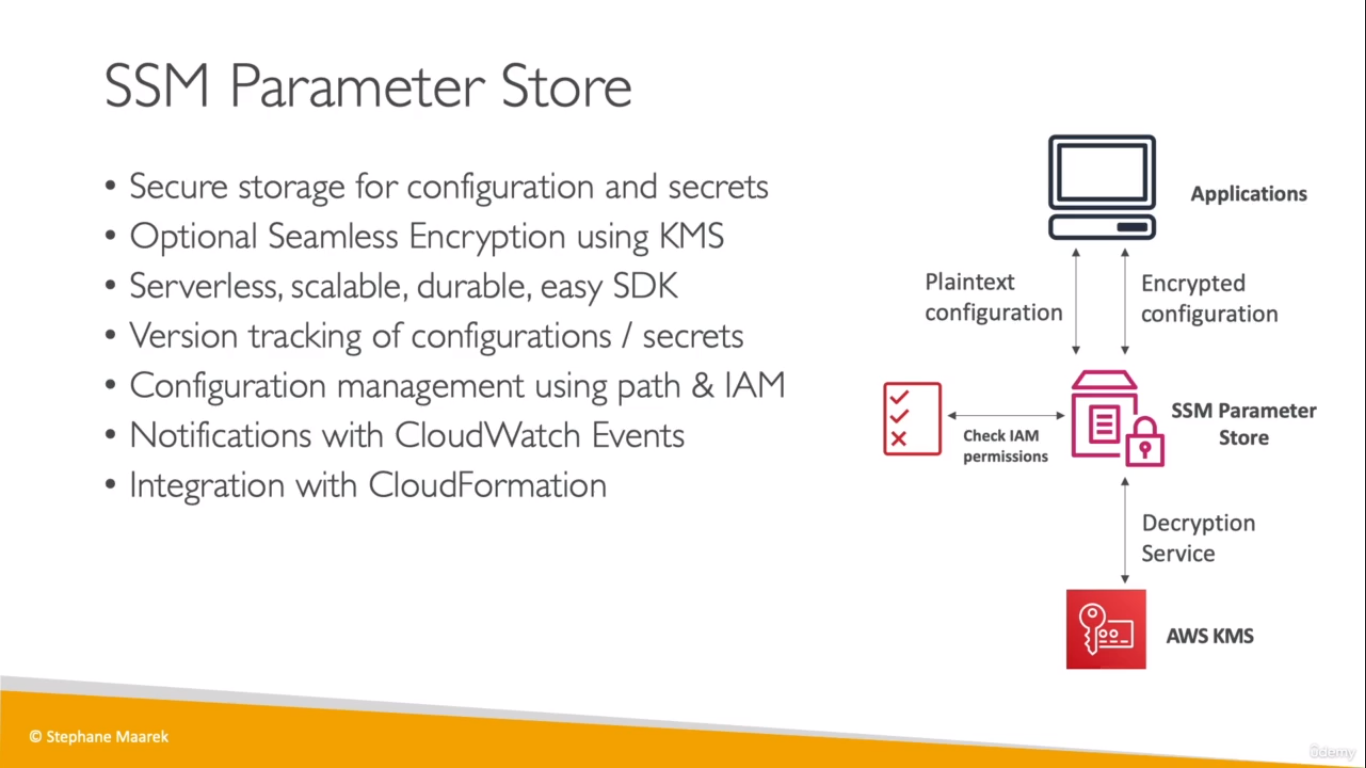 SSM Parameter Store
• Secure storage for configuration and secrets
• Optional Seamless Encryption using KMS
• Serverless, scalable, durable, easy SDK
• Version tracking of configurations / secrets
• Configuration management using path & IAM
• Notifications with CloudWatch Events
• Integration with CloudFormation
Applications
Plaintext
configuration
Encrypted
configuration
Check IAM
permissions
SSM Parameter
Store
Decryption
Service
AWS KMS
© Stephane Maarek
ûdemy